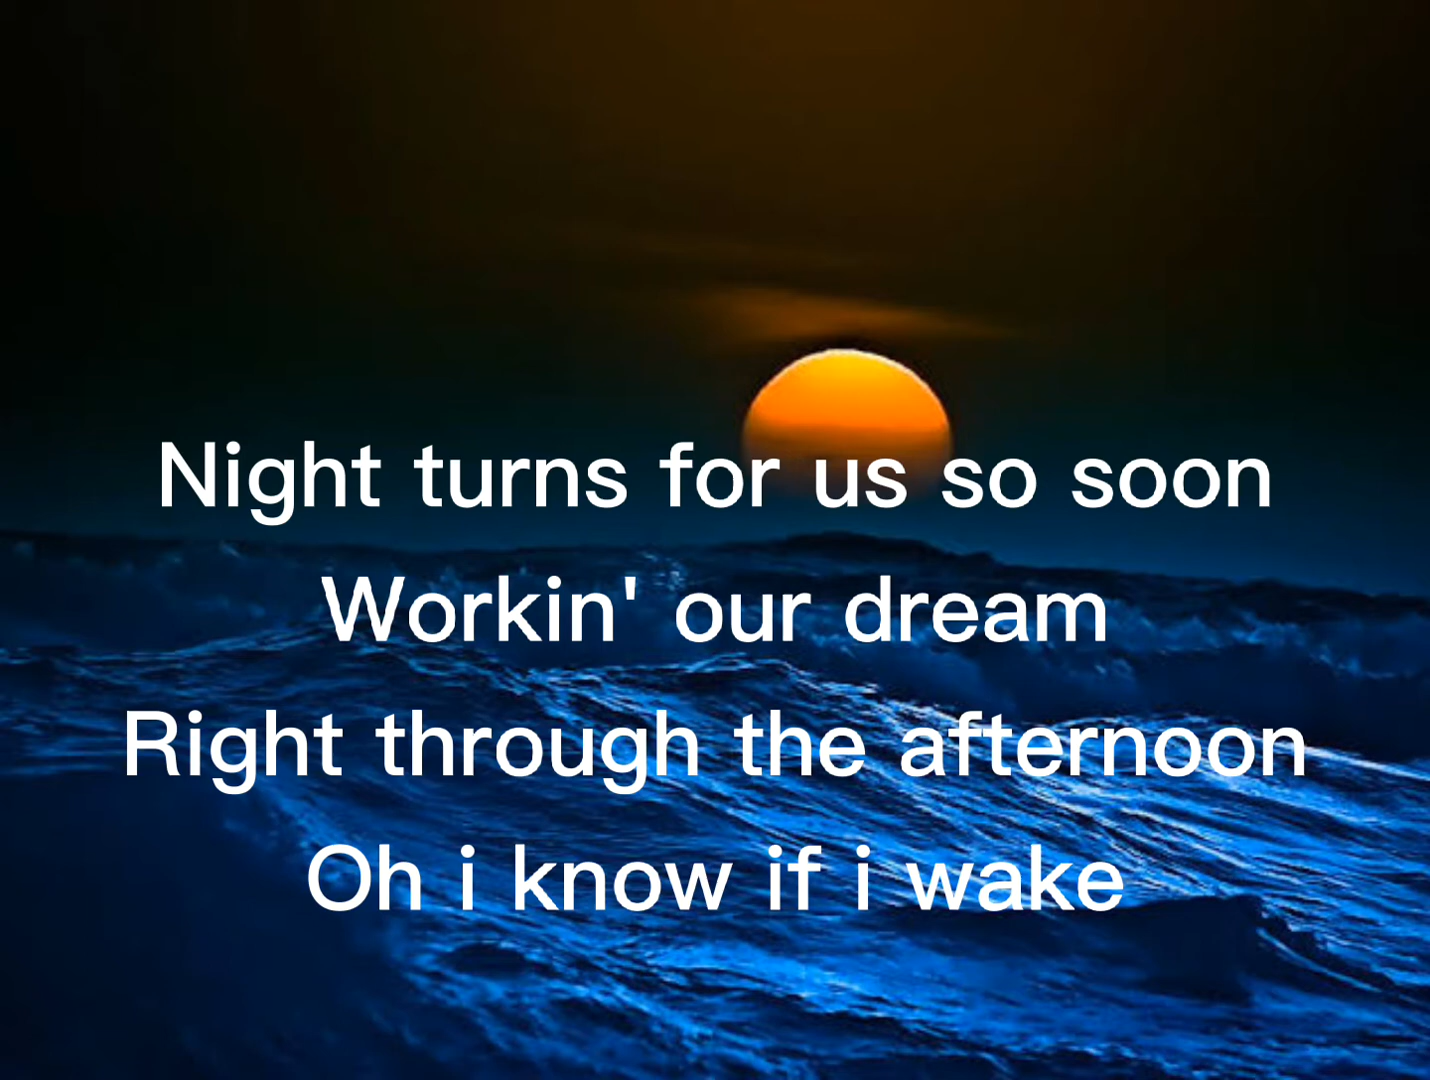 Night turns for us so soon
Workin' our dream
Right through the afternoon
Oh i know if i wake